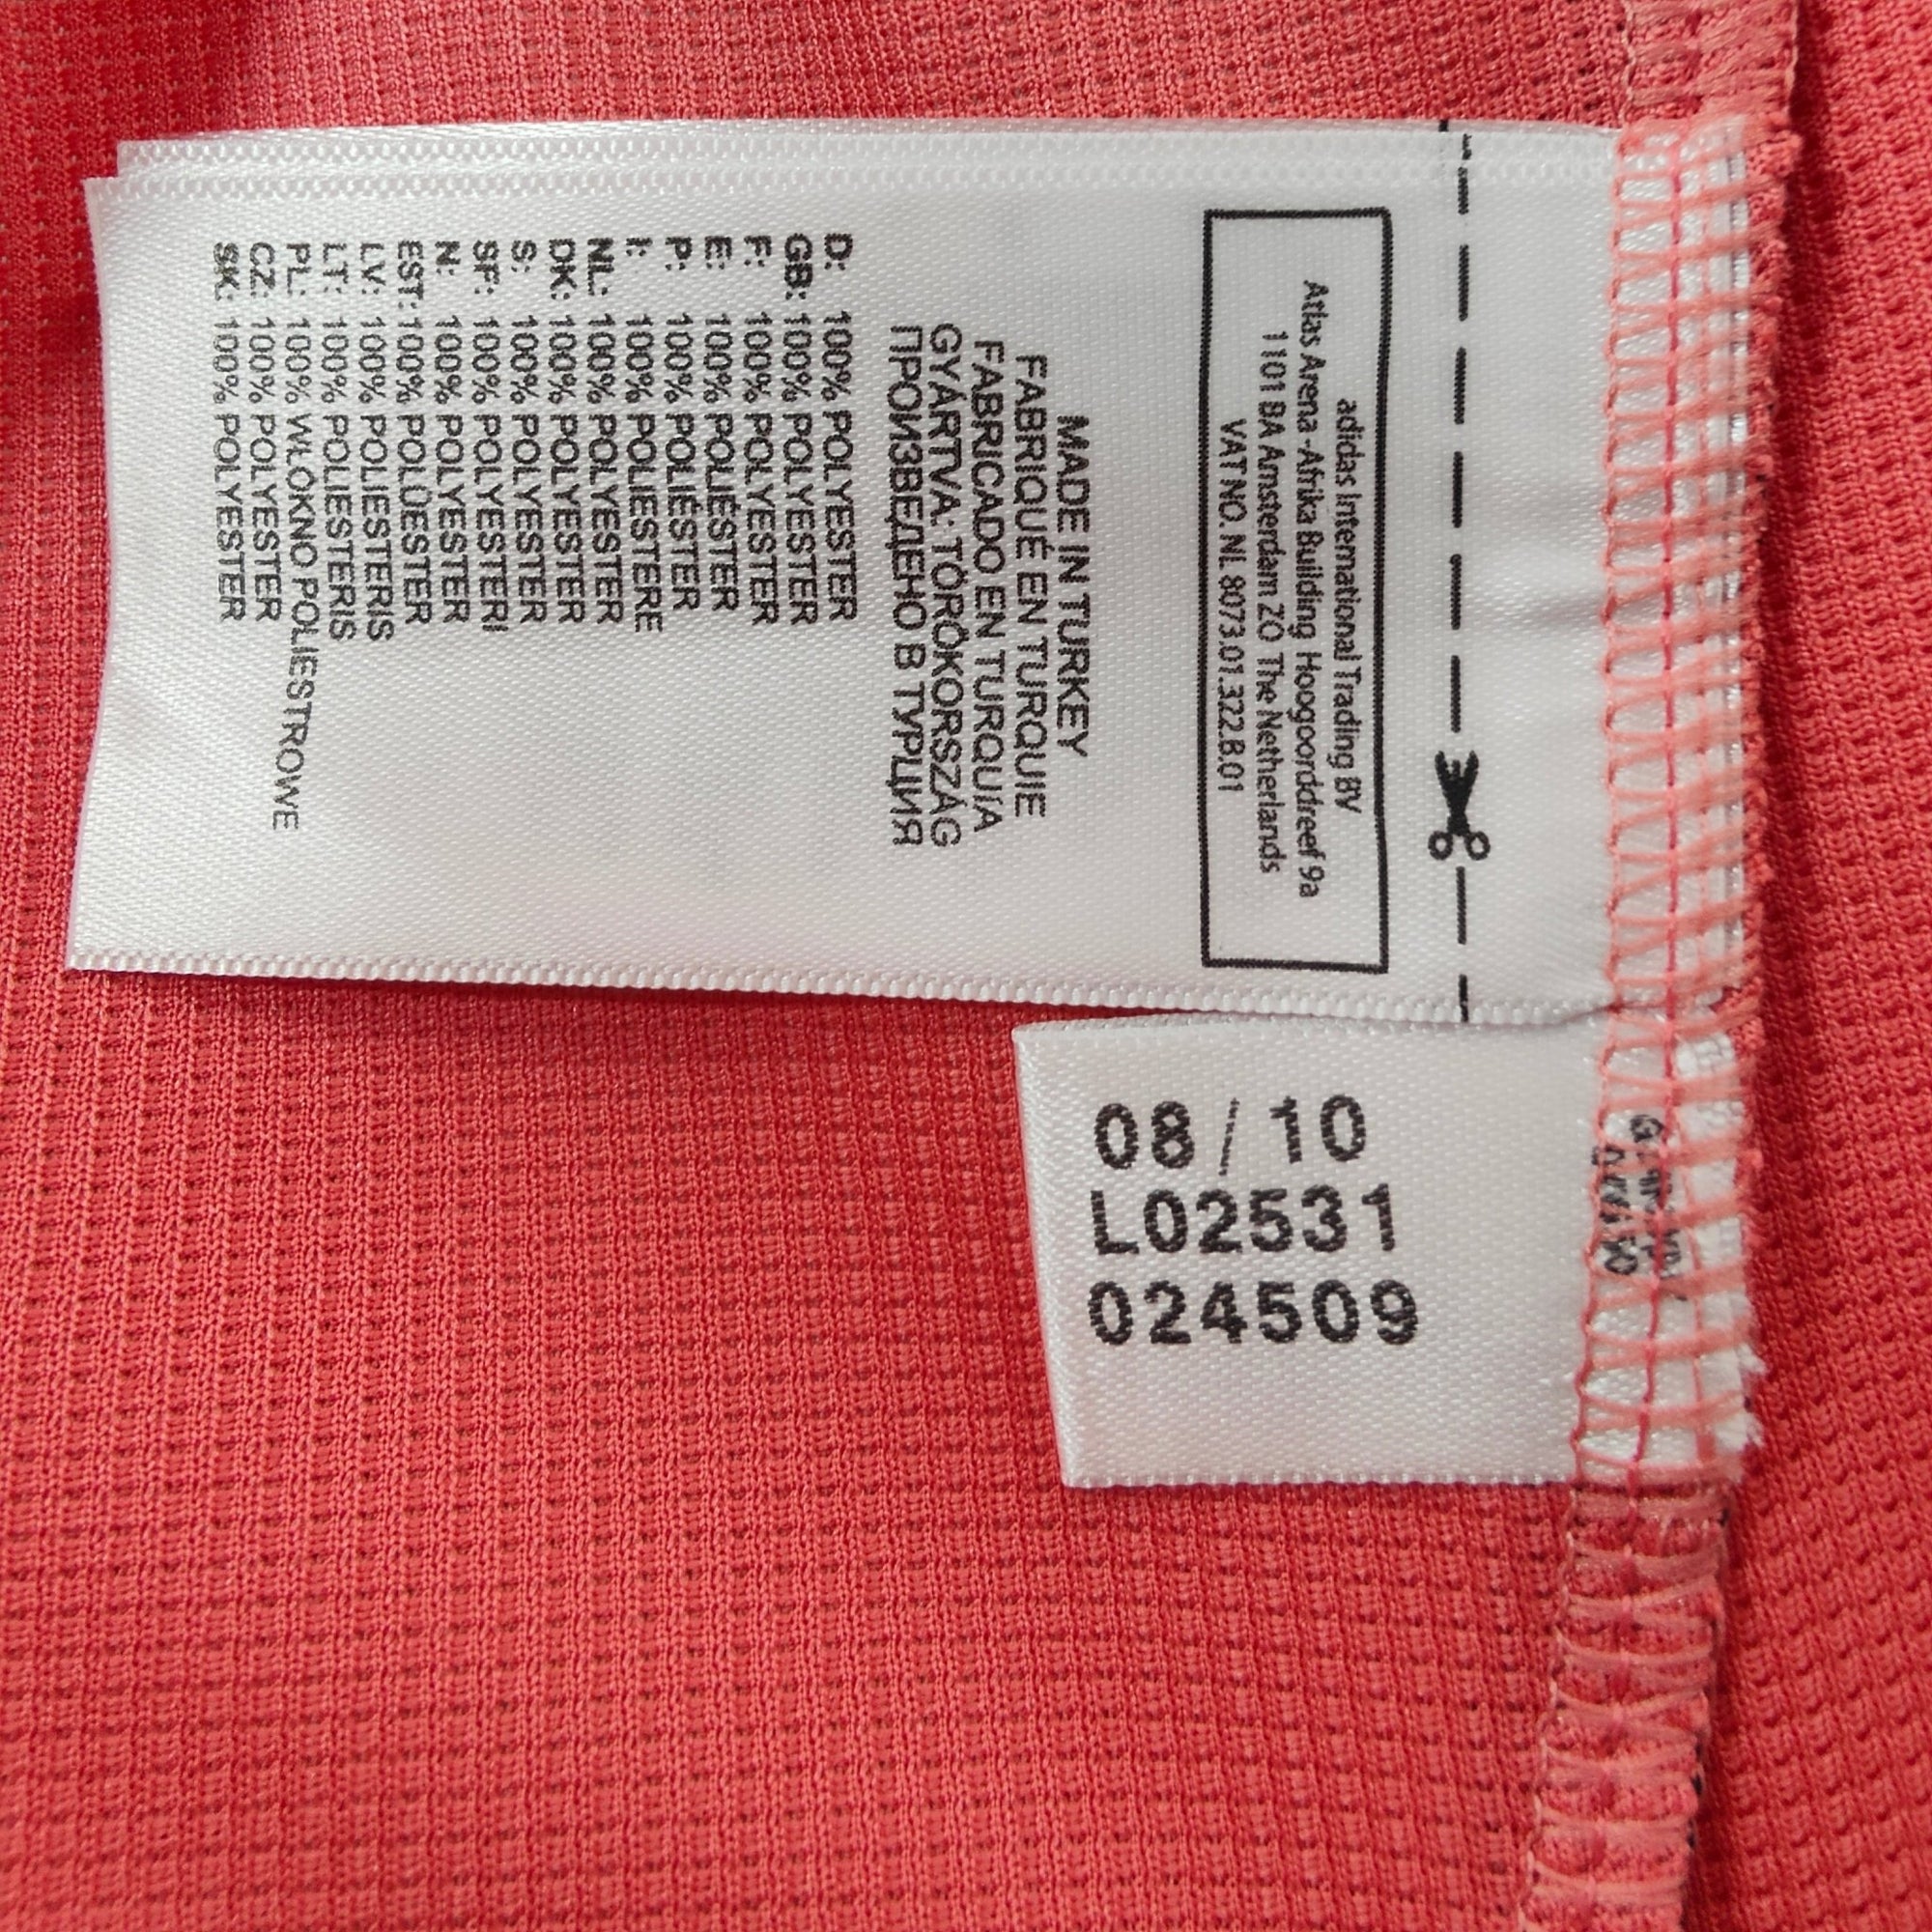 adidas International Trading BV
Atlas Arena -Afrika Building Hoogoorddreef 9a
1101 BA Amsterdam ZO The Netherlands
VAT NO. NL 8073.01.322.B.01
MADE IN TURKEY
FABRIQUÉ EN TURQUIE
FABRICADO EN TURQUÍA
GYÁRTVA: TÖRÖKORSZÁG
ПРОИЗВЕДЕНО В ТУРЦИЯ
D: 100% POLYESTER
GB: 100% POLYESTER
F: 100% POLYESTER
E: 100% POLIÉSTER
P: 100% POLIÉSTER
I: 100% POLIESTERE
NL: 100% POLYESTER
DK: 100% POLYESTER
S: 100% POLYESTER
SF: 100% POLYESTERI
N: 100% POLYESTER
EST: 100% POLÜESTER
LV: 100% POLIESTERIS
LT: 100% POLIESTERIS
PL: 100% WŁÓKNO POLIESTROWE
CZ: 100% POLYESTER
SK: 100% POLYESTER
08/10
L02531
024509